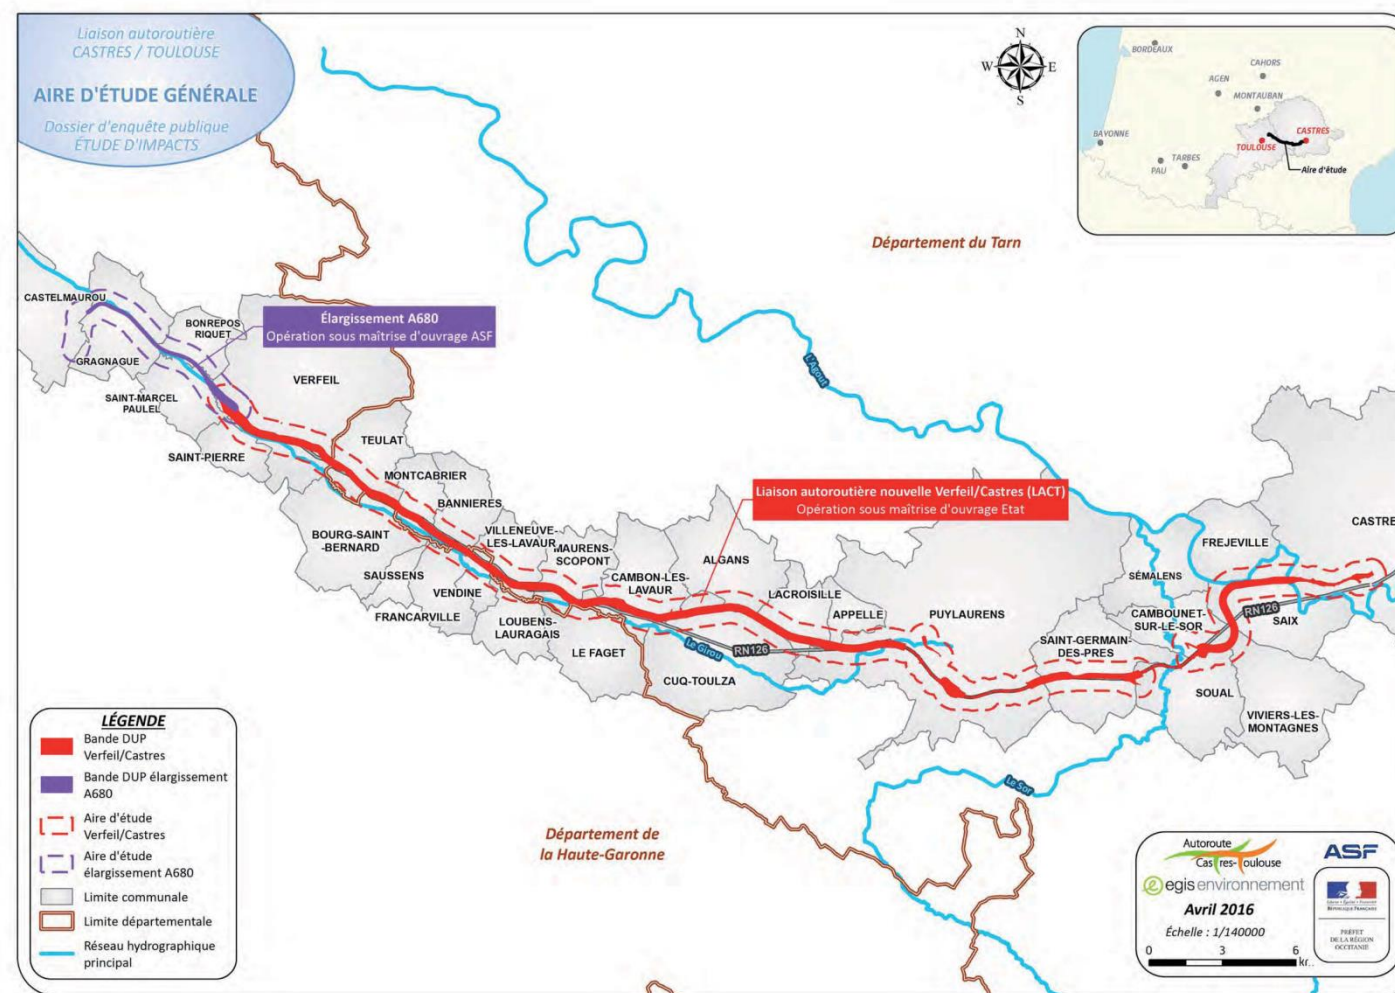 Liaison autoroutière
CASTRES / TOULOUSE
AIRE D'ÉTUDE GÉNÉRALE
Dossier d'enquête publique
ÉTUDE D'IMPACTS
N
W
E
S
BORDEAUX
CAHORS
AGEN
MONTAUBAN
BAYONNE
CASTRES
TOULOUSE
TARBES
PAU
Aire d'étude
Département du Tarn
CASTELMAUROU
BONREPOS
RIQUET
Élargissement A680
Opération sous maîtrise d'ouvrage ASF
GRAGNAGUE
VERFEIL
SAINT-MARCEL
PAULEL
L'Agout
SAINT-PIERRE
TEULAT
MONTCABRIER
BANNIERES
Liaison autoroutière nouvelle Verfeil/Castres (LACT)
Opération sous maîtrise d'ouvrage Etat
BOURG-SAINT
-BERNARD
VILLENEUVE-
LES-LAVAUR
MAURENS-
SCOPONT
ALGANS
FREJEVILLE
CASTRE
SAUSSENS
CAMBON-LES-
LAVAUR
SÉMALENS
VENDINE
LACROISILLE
FRANCARVILLE
APPELLE
PUYLAURENS
CAMBOUNET-
SUR-LE-SOR
RN126
SAIX
LOUBENS-
LAURAGAIS
LE FAGET
Le Girou
RN126
SAINT-GERMAIN-
DES-PRES
CUQ-TOULZA
SOUAL
VIVIERS-LES-
MONTAGNES
Le Sor
Département de
la Haute-Garonne
LÉGENDE
Bande DUP
Verfeil/Castres
Bande DUP élargissement
A680
Aire d'étude
Verfeil/Castres
Aire d'étude
élargissement A680
Limite communale
Limite départementale
Réseau hydrographique
principal
Autoroute
Castres-Toulouse
ASF
egis environnement
Avril 2016
Échelle : 1/140000
0 3 6
RÉPUBLIQUE FRANÇAISE
PRÉFET
DE LA RÉGION
OCCITANIE